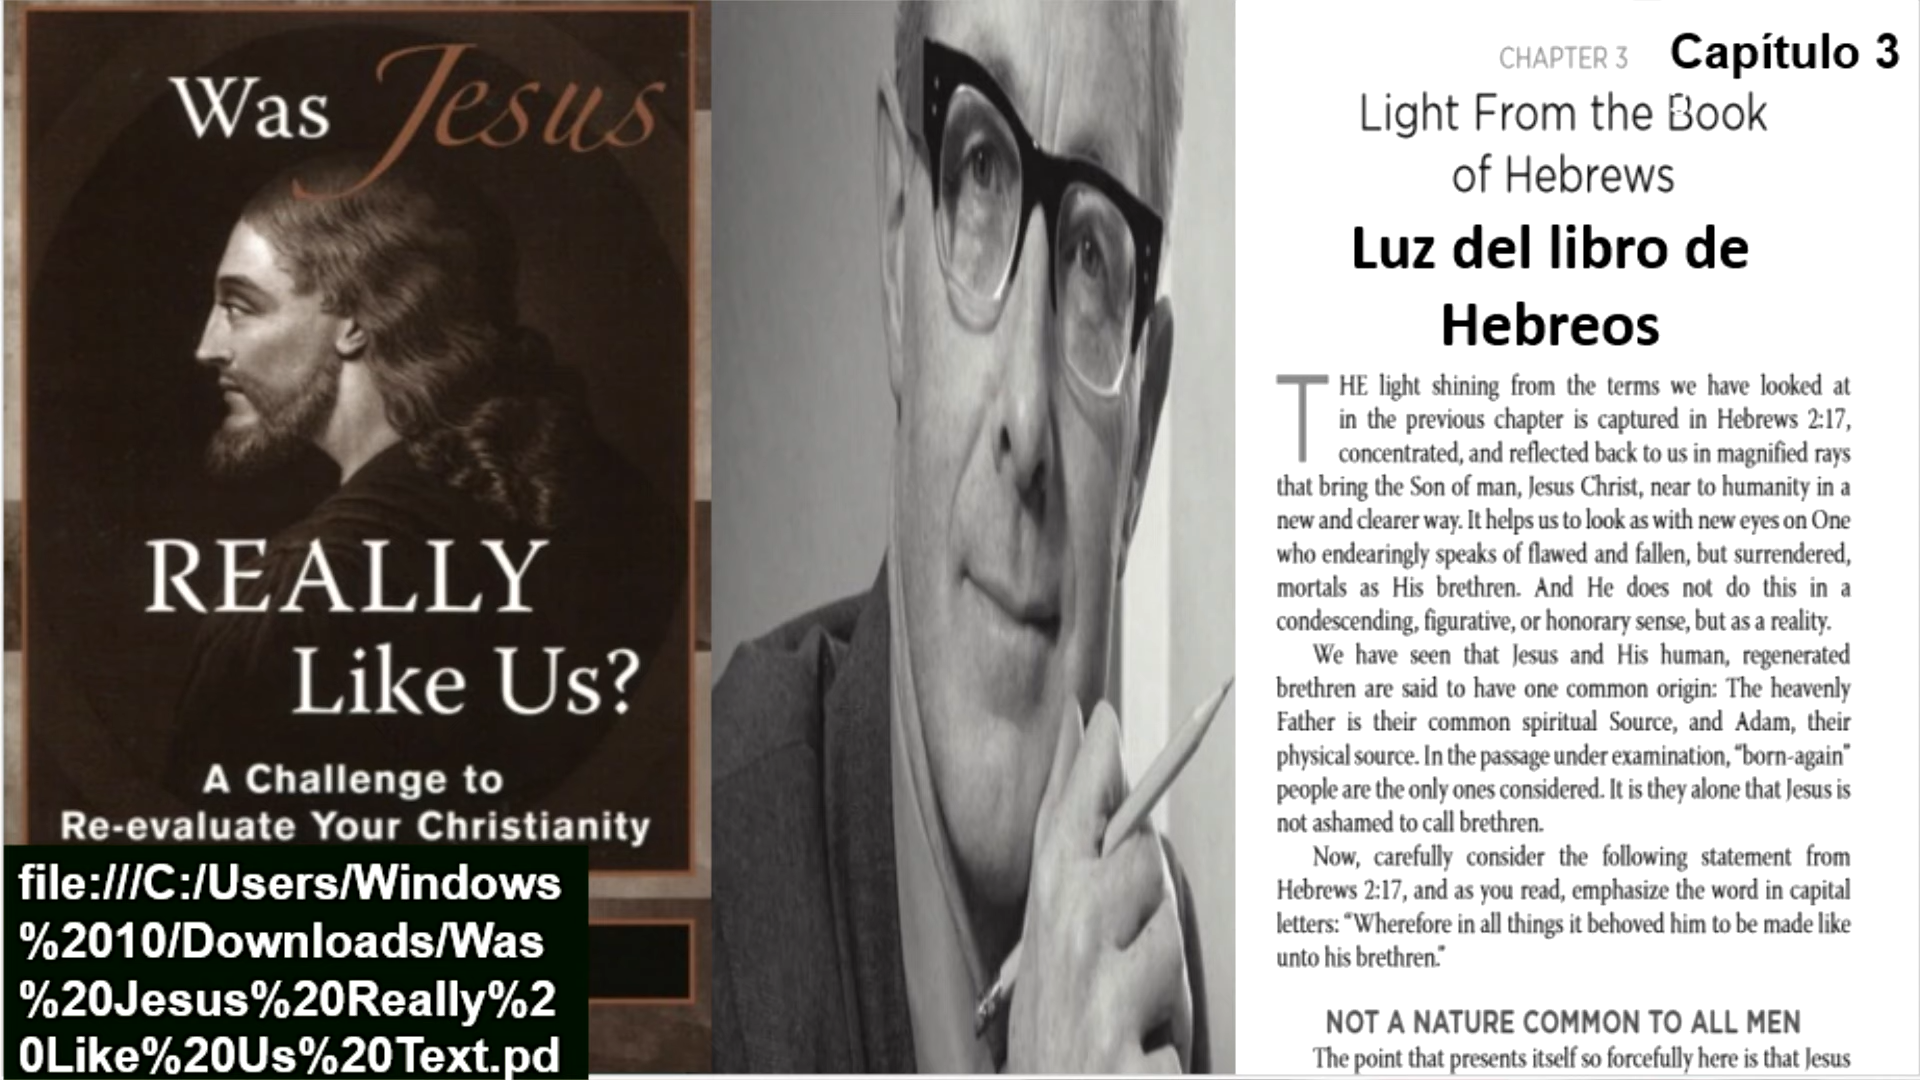 Was Jesus
REALLY
Like Us?
A Challenge to
Re-evaluate Your Christianity
file:///C:/Users/Windows
%2010/Downloads/Was
%20Jesus%20Really%2
0Like%20Us%20Text.pd
CHAPTER 3 Capítulo 3
Light From the Book
of Hebrews
Luz del libro de
Hebreos
THE light shining from the terms we have looked at
in the previous chapter is captured in Hebrews 2:17,
concentrated, and reflected back to us in magnified rays
that bring the Son of man, Jesus Christ, near to humanity in a
new and clearer way. It helps us to look as with new eyes on One
who endearingly speaks of flawed and fallen, but surrendered,
mortals as His brethren. And He does not do this in a
condescending, figurative, or honorary sense, but as a reality.
We have seen that Jesus and His human, regenerated
brethren are said to have one common origin: The heavenly
Father is their common spiritual Source, and Adam, their
physical source. In the passage under examination, “born-again”
people are the only ones considered. It is they alone that Jesus is
not ashamed to call brethren.
Now, carefully consider the following statement from
Hebrews 2:17, and as you read, emphasize the word in capital
letters: “Wherefore in all things it behoved him to be made like
unto his brethren.”
NOT A NATURE COMMON TO ALL MEN
The point that presents itself so forcefully here is that Jesus